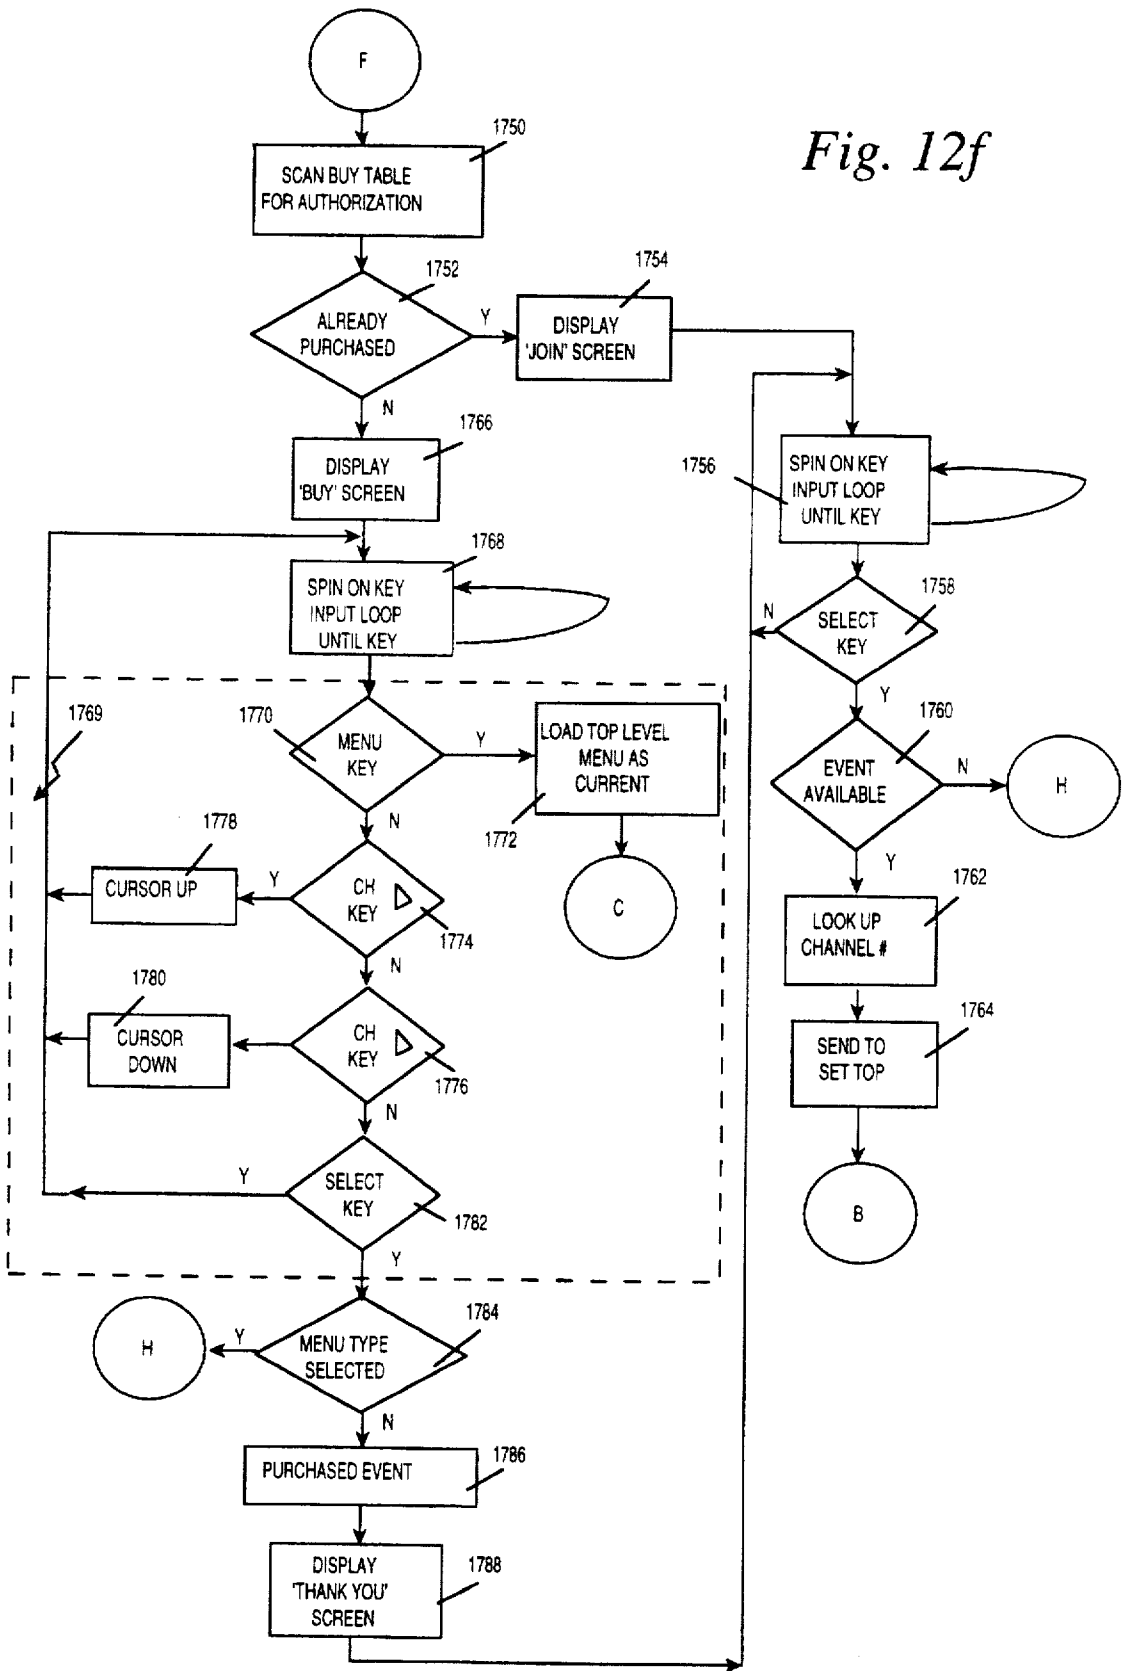 F
Fig. 12f
1750
SCAN BUY TABLE
FOR AUTHORIZATION
1752
ALREADY
PURCHASED
Y
N
1754
DISPLAY
'JOIN' SCREEN
1766
DISPLAY
'BUY' SCREEN
1756
SPIN ON KEY
INPUT LOOP
UNTIL KEY
1768
SPIN ON KEY
INPUT LOOP
UNTIL KEY
1758
SELECT
KEY
N
Y
1769
1770
MENU
KEY
Y
N
LOAD TOP LEVEL
MENU AS
CURRENT
1772
C
1760
EVENT
AVAILABLE
N
H
Y
1778
CURSOR UP
Y
CH
KEY
1774
N
1762
LOOK UP
CHANNEL #
1780
CURSOR
DOWN
CH
KEY
1776
N
1764
SEND TO
SET TOP
B
Y
SELECT
KEY
1782
Y
1784
MENU TYPE
SELECTED
Y
H
N
1786
PURCHASED EVENT
1788
DISPLAY
'THANK YOU'
SCREEN